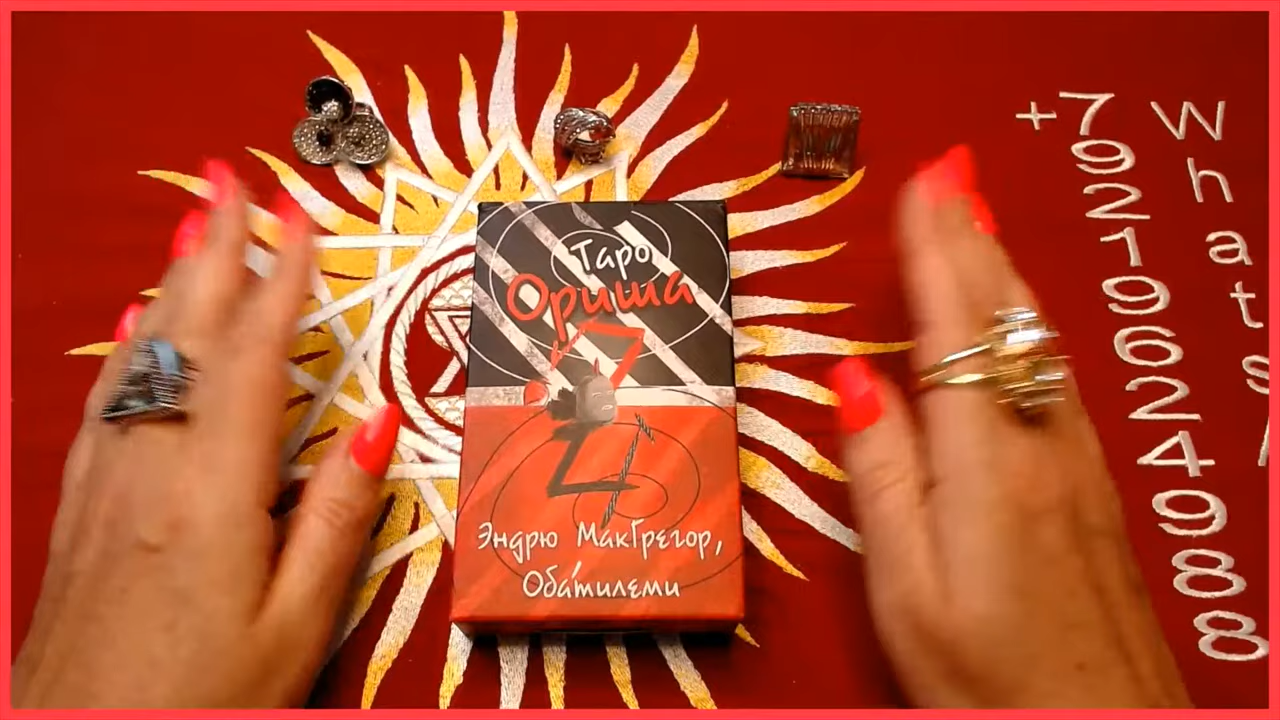 Таро
Ориша
Эндрю МакГрегор,
Обатилеми
+79219624988
Whats